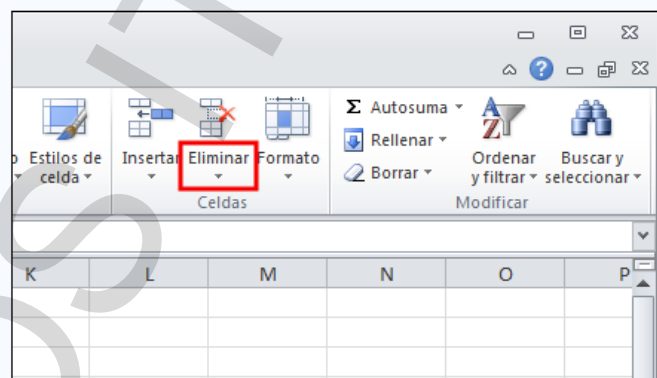 Σ Autosuma
Rellenar
Borrar
Estilos de
celda
Insertar
Eliminar
Formato
Ordenar
y filtrar
Buscar y
seleccionar
Celdas
Modificar
K L M N O P